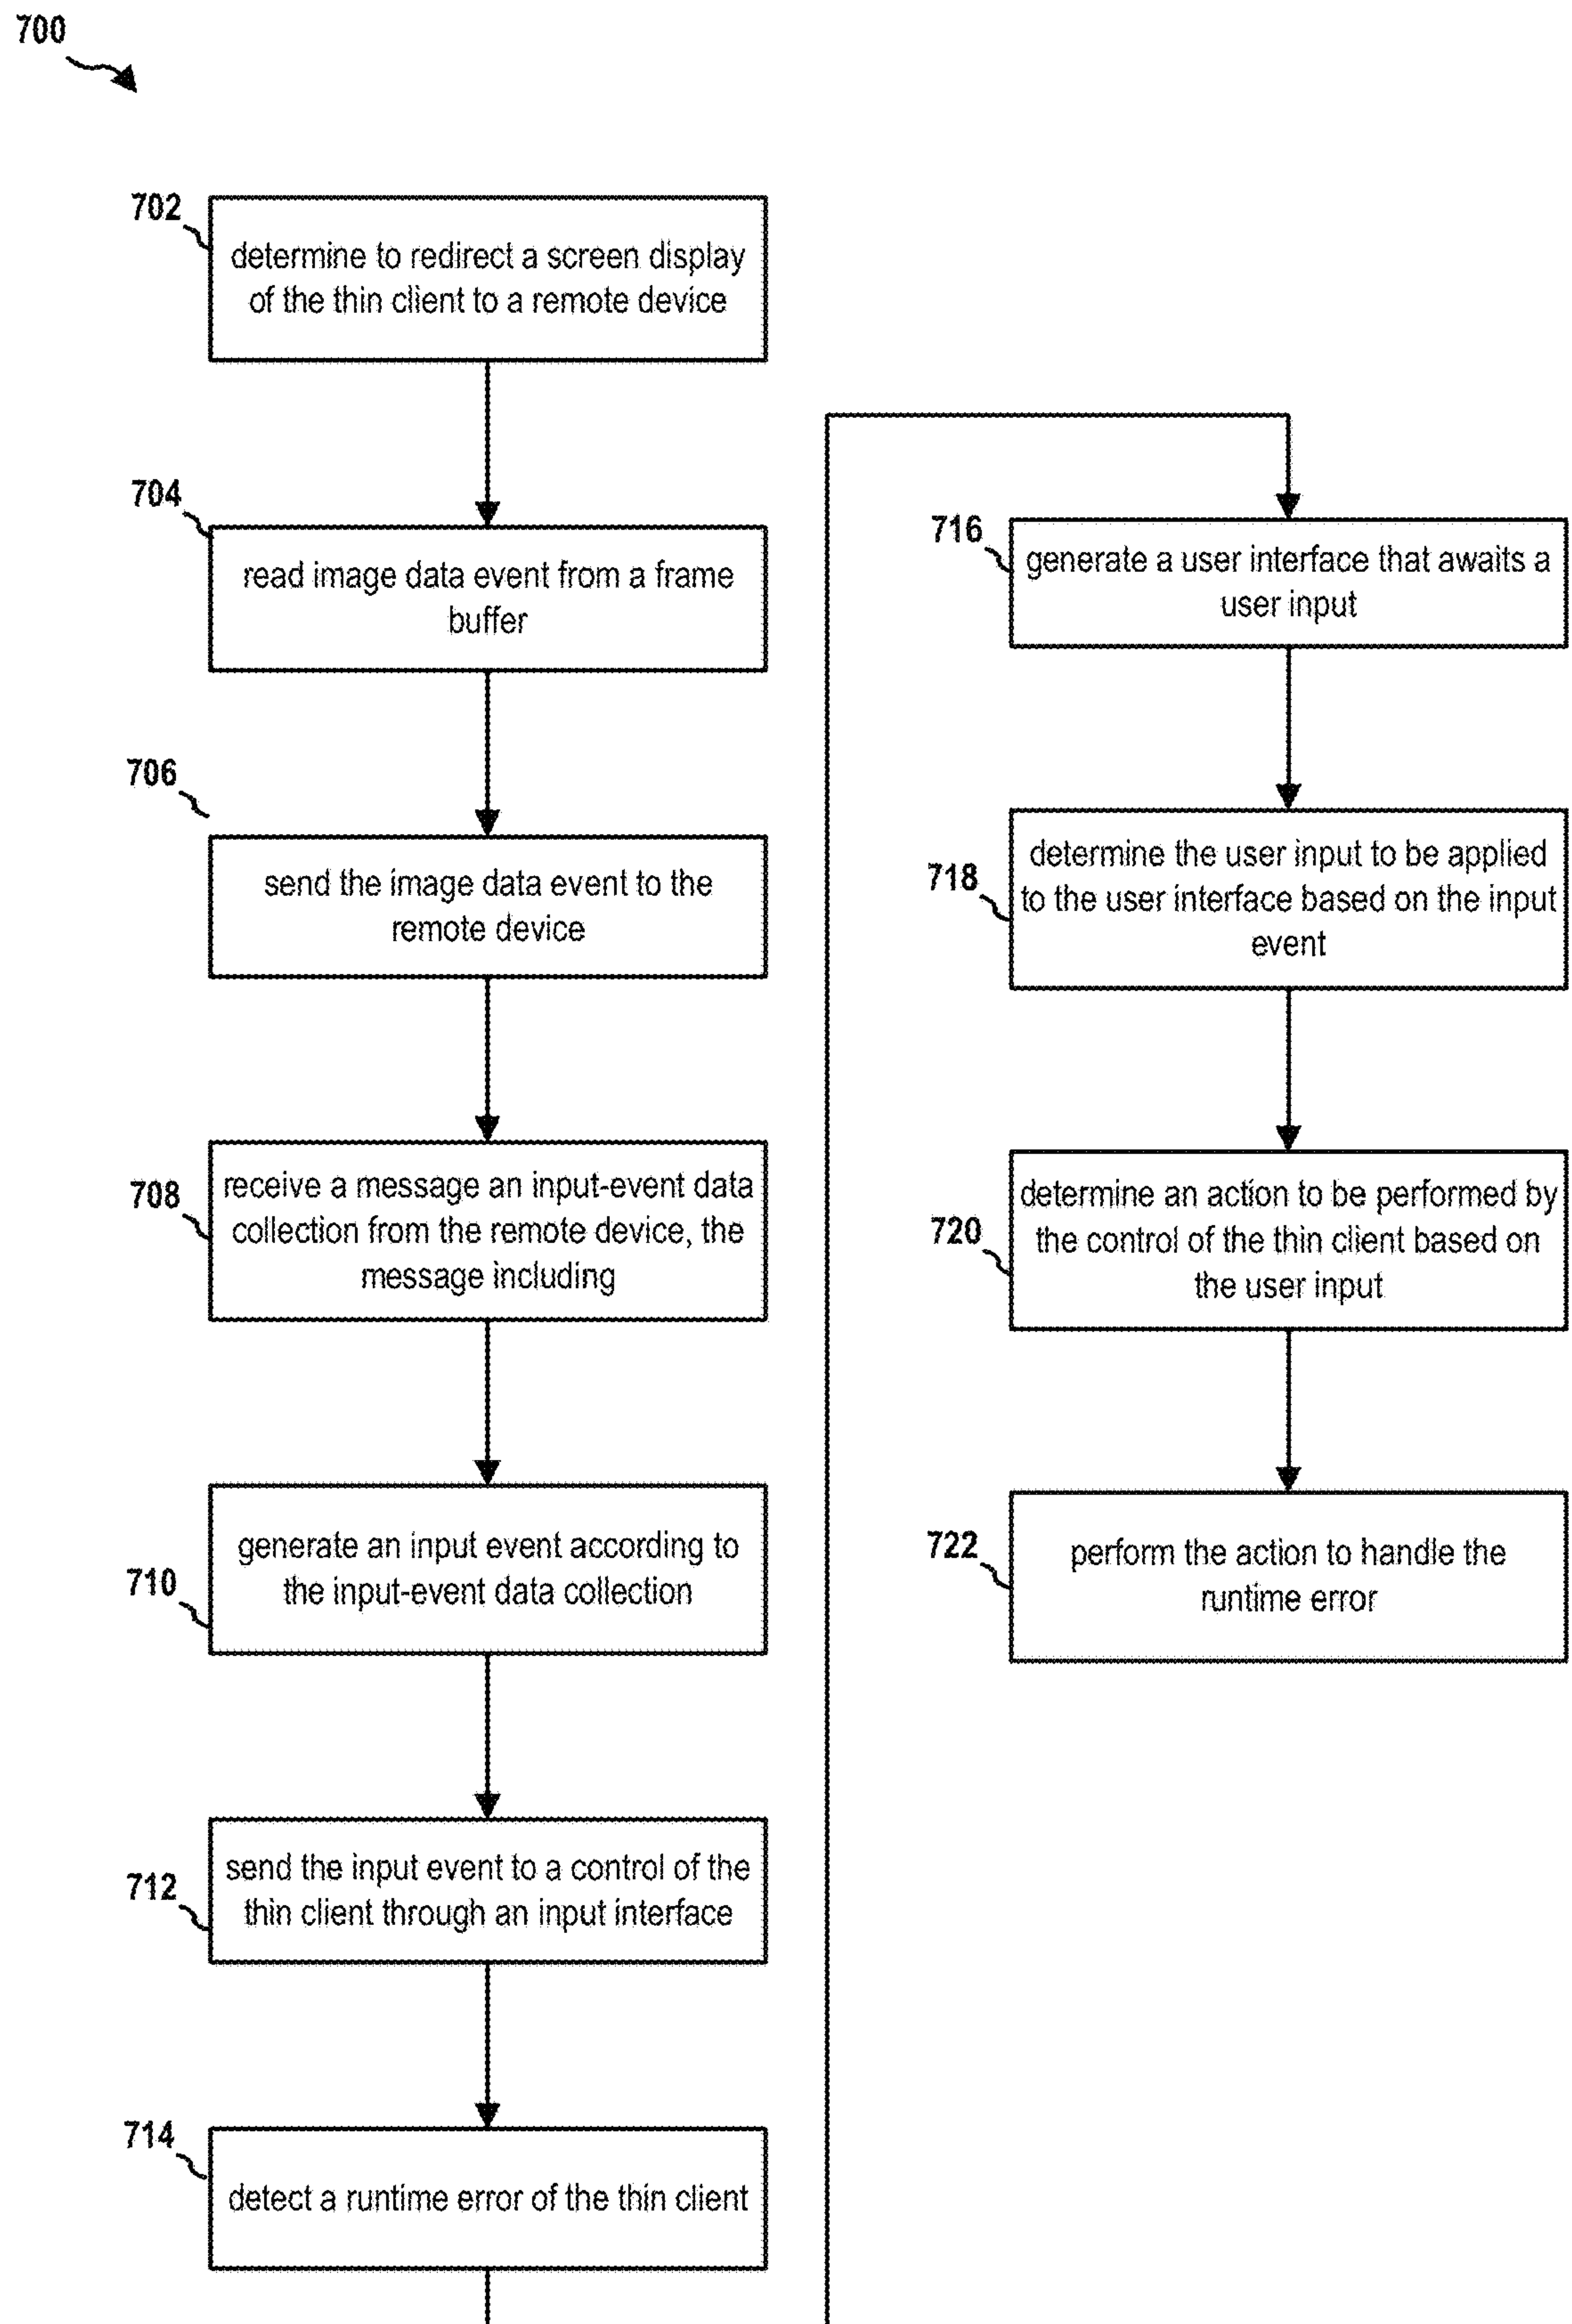 700
702
determine to redirect a screen display
of the thin client to a remote device
704
read image data event from a frame
buffer
706
send the image data event to the
remote device
708
receive a message an input-event data
collection from the remote device, the
message including
710
generate an input event according to
the input-event data collection
712
send the input event to a control of the
thin client through an input interface
714
detect a runtime error of the thin client
716
generate a user interface that awaits a
user input
718
determine the user input to be applied
to the user interface based on the input
event
720
determine an action to be performed by
the control of the thin client based on
the user input
722
perform the action to handle the
runtime error